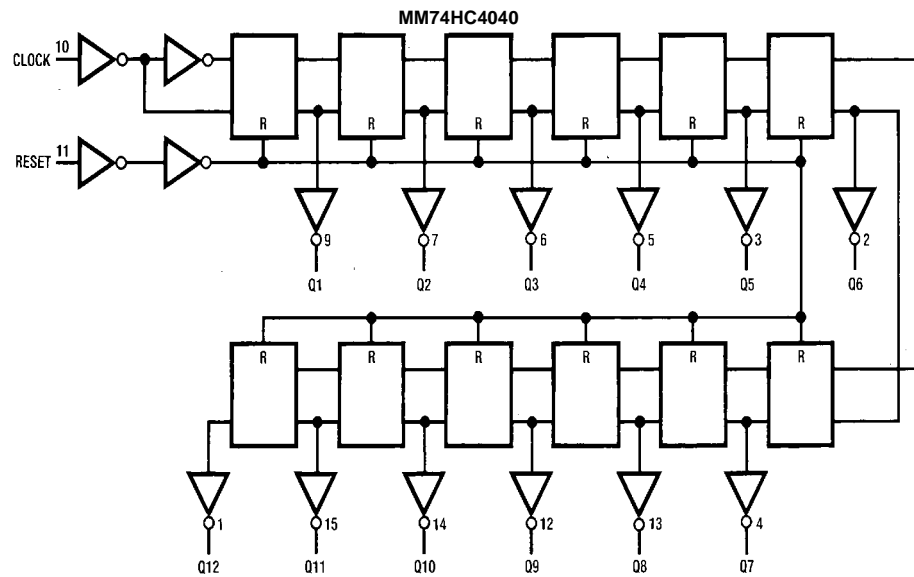 MM74HC4040
10
CLOCK
R R R R R R
11
RESET
9 7 6 5 3 2
Q1 Q2 Q3 Q4 Q5 Q6
R R R R R R
1 15 14 12 13 4
Q12 Q11 Q10 Q9 Q8 Q7